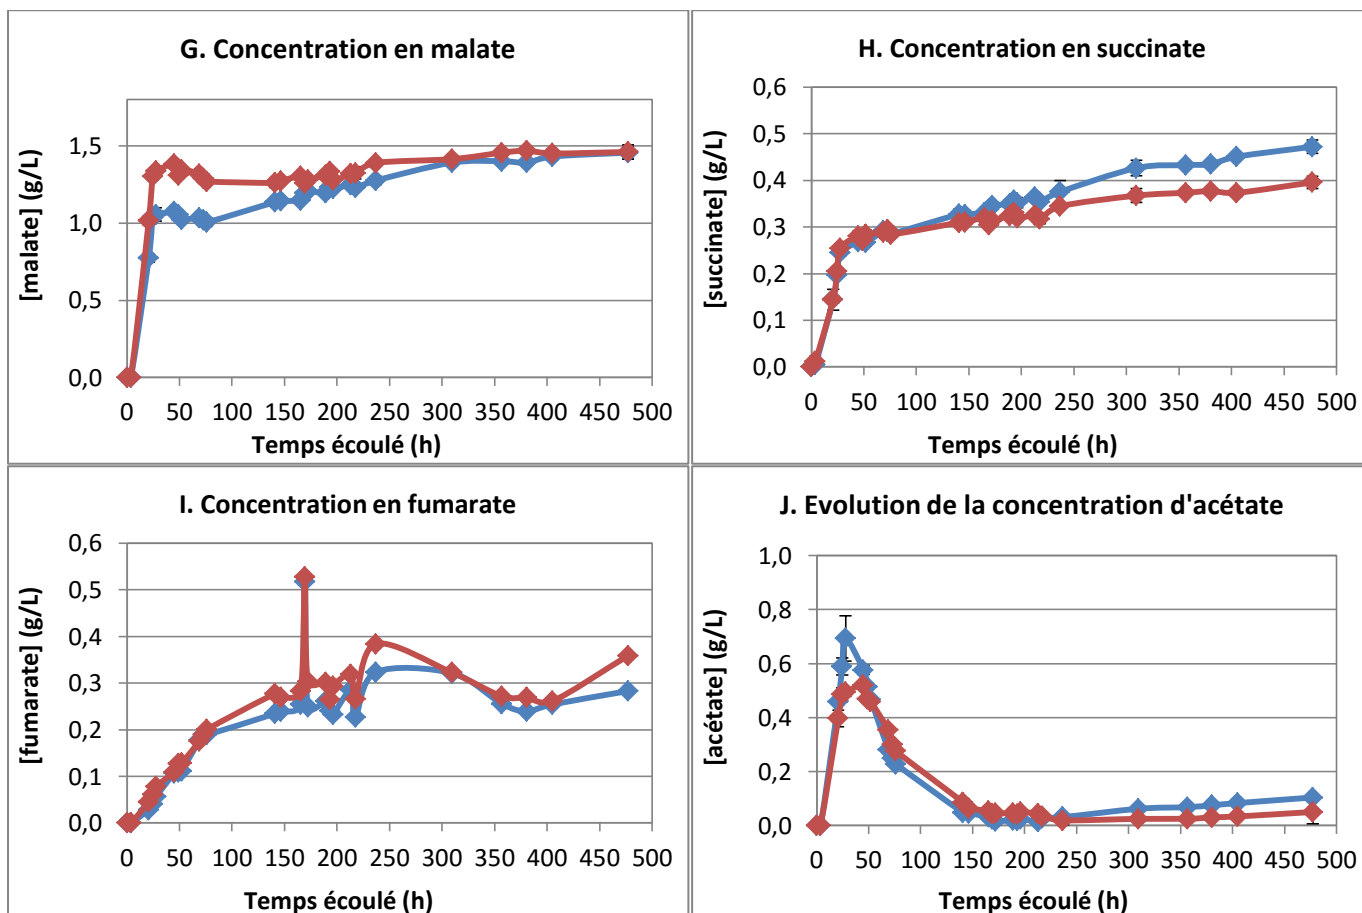 G. Concentration en malate
[malate] (g/L)
1,5
1,0
0,5
0,0
0 50 100 150 200 250 300 350 400 450 500
Temps écoulé (h)
H. Concentration en succinate
[succinate] (g/L)
0,6
0,5
0,4
0,3
0,2
0,1
0,0
0 50 100 150 200 250 300 350 400 450 500
Temps écoulé (h)
I. Concentration en fumarate
[fumarate] (g/L)
0,6
0,5
0,4
0,3
0,2
0,1
0,0
0 50 100 150 200 250 300 350 400 450 500
Temps écoulé (h)
J. Evolution de la concentration d'acétate
[acétate] (g/L)
1,0
0,8
0,6
0,4
0,2
0,0
0 50 100 150 200 250 300 350 400 450 500
Temps écoulé (h)